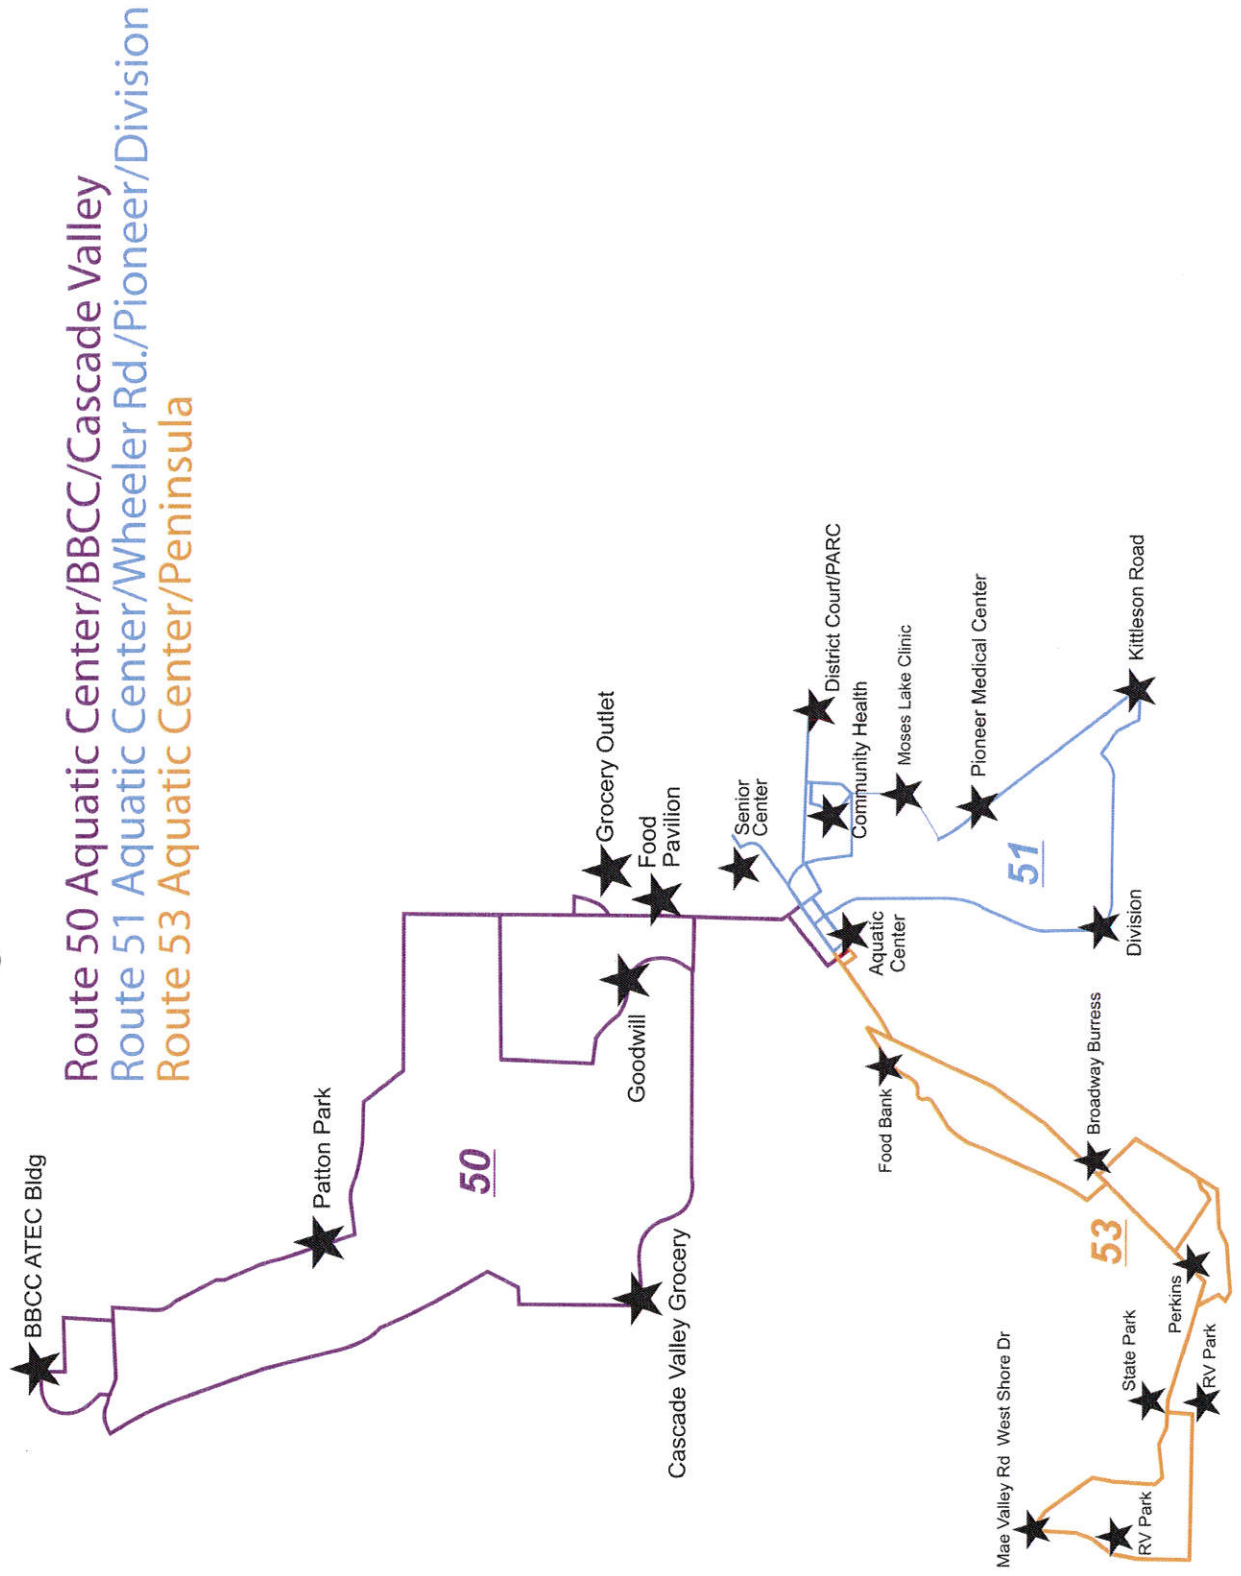 Route 50 Aquatic Center/BBCC/Cascade Valley
Route 51 Aquatic Center/Wheeler Rd./Pioneer/Division
Route 53 Aquatic Center/Peninsula
BBCC ATEC Bldg
Patton Park
50
Grocery Outlet
Food
Pavilion
Goodwill
Cascade Valley Grocery
Senior
Center
District Court/PARC
Community Health
Moses Lake Clinic
Pioneer Medical Center
Kittleson Road
51
Aquatic
Center
Division
Food Bank
Broadway Burress
53
Perkins
State Park
RV Park
Mae Valley Rd West Shore Dr
RV Park